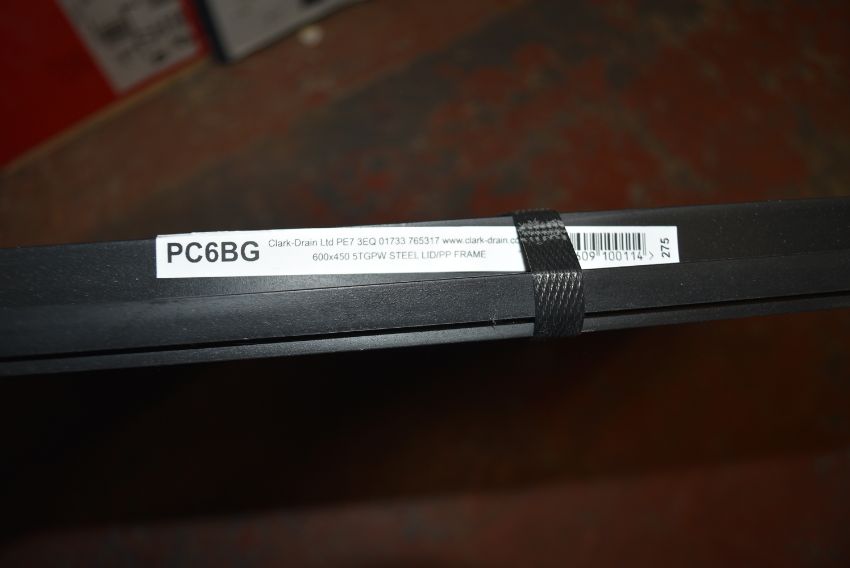 PC6BG
Clark-Drain Ltd PE7 3EQ 01733 765317 www.clark-drain.co
600x450 5TGPW STEEL LID/PP FRAME
609 100114 >
275